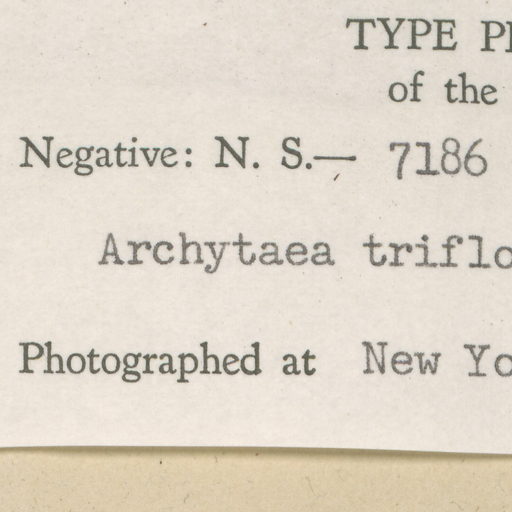 TYPE
of the
Negative: N. S.— 7186
Archytaea triflo
Photographed at New Yo